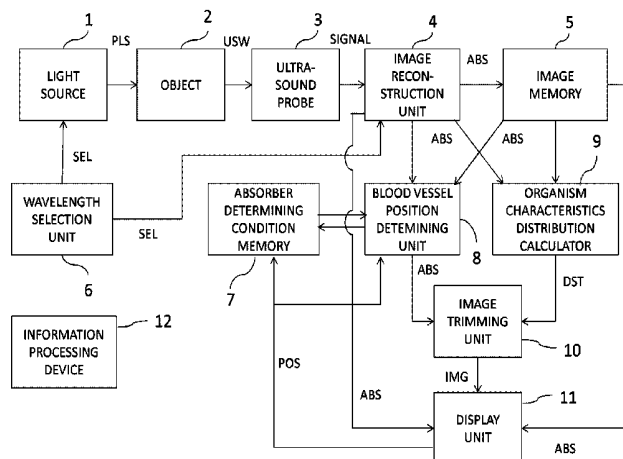 1
2
3
4
5
PLS
USW
SIGNAL
ABS
LIGHT
SOURCE
OBJECT
ULTRA-
SOUND
PROBE
IMAGE
RECON-
STRUCTION
UNIT
IMAGE
MEMORY
SEL
ABS
ABS
9
WAVELENGTH
SELECTION
UNIT
SEL
6
ABSORBER
DETERMINING
CONDITION
MEMORY
7
BLOOD VESSEL
POSITION
DETEMINING
UNIT
8
ORGANISM
CHARACTERISTICS
DISTRIBUTION
CALCULATOR
ABS
DST
12
INFORMATION
PROCESSING
DEVICE
IMAGE
TRIMMING
UNIT
10
POS
ABS
IMG
11
DISPLAY
UNIT
ABS